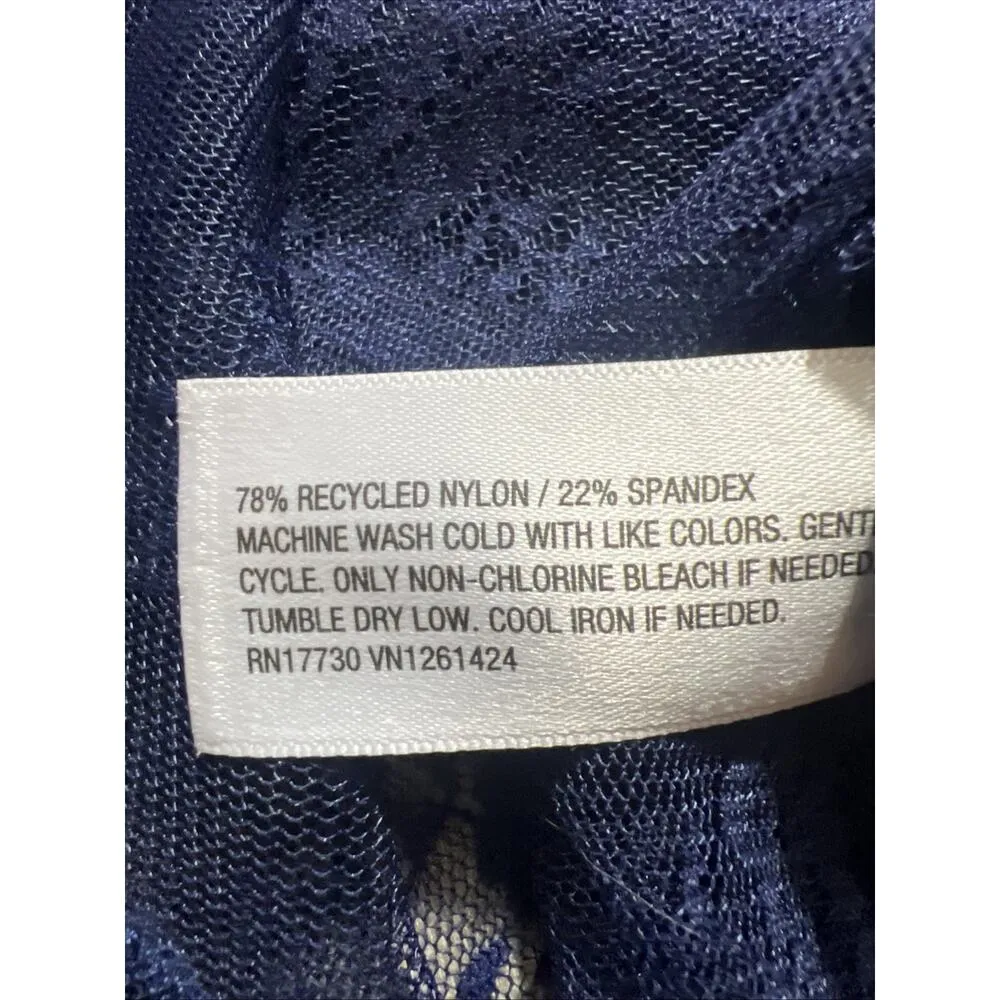 78% RECYCLED NYLON / 22% SPANDEX
MACHINE WASH COLD WITH LIKE COLORS.
CYCLE. ONLY NON-CHLORINE BLEACH IF NEEDED
TUMBLE DRY LOW. COOL IRON IF NEEDED.
RN17730 VN1261424